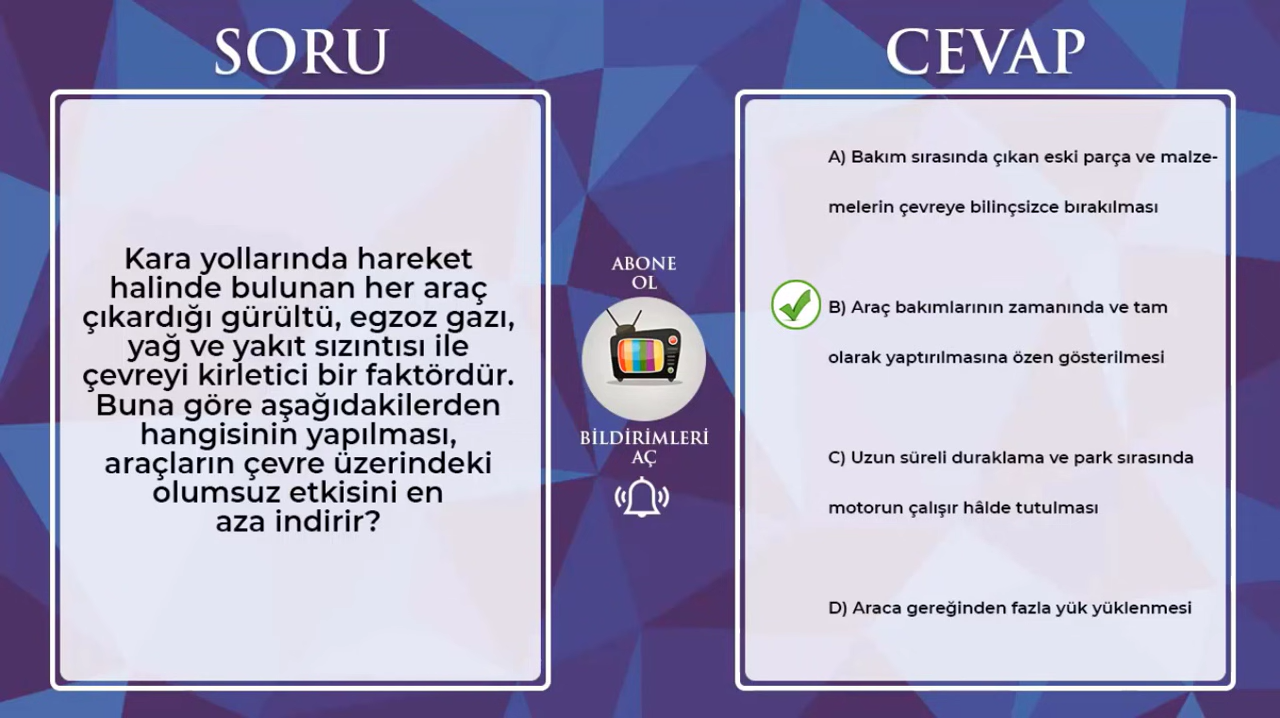 SORU
Kara yollarında hareket
halinde bulunan her araç
çıkardığı gürültü, egzoz gazı,
yağ ve yakıt sızıntısı ile
çevreyi kirletici bir faktördür.
Buna göre aşağıdakilerden
hangisinin yapılması,
araçların çevre üzerindeki
olumsuz etkisini en
aza indirir?
ABONE
OL
BİLDİRİMLERİ
AÇ
CEVAP
A) Bakım sırasında çıkan eski parça ve malze-
melerin çevreye bilinçsizce bırakılması
B) Araç bakımlarının zamanında ve tam
olarak yaptırılmasına özen gösterilmesi
C) Uzun süreli duraklama ve park sırasında
motorun çalışır hâlde tutulması
D) Araca gereğinden fazla yük yüklenmesi